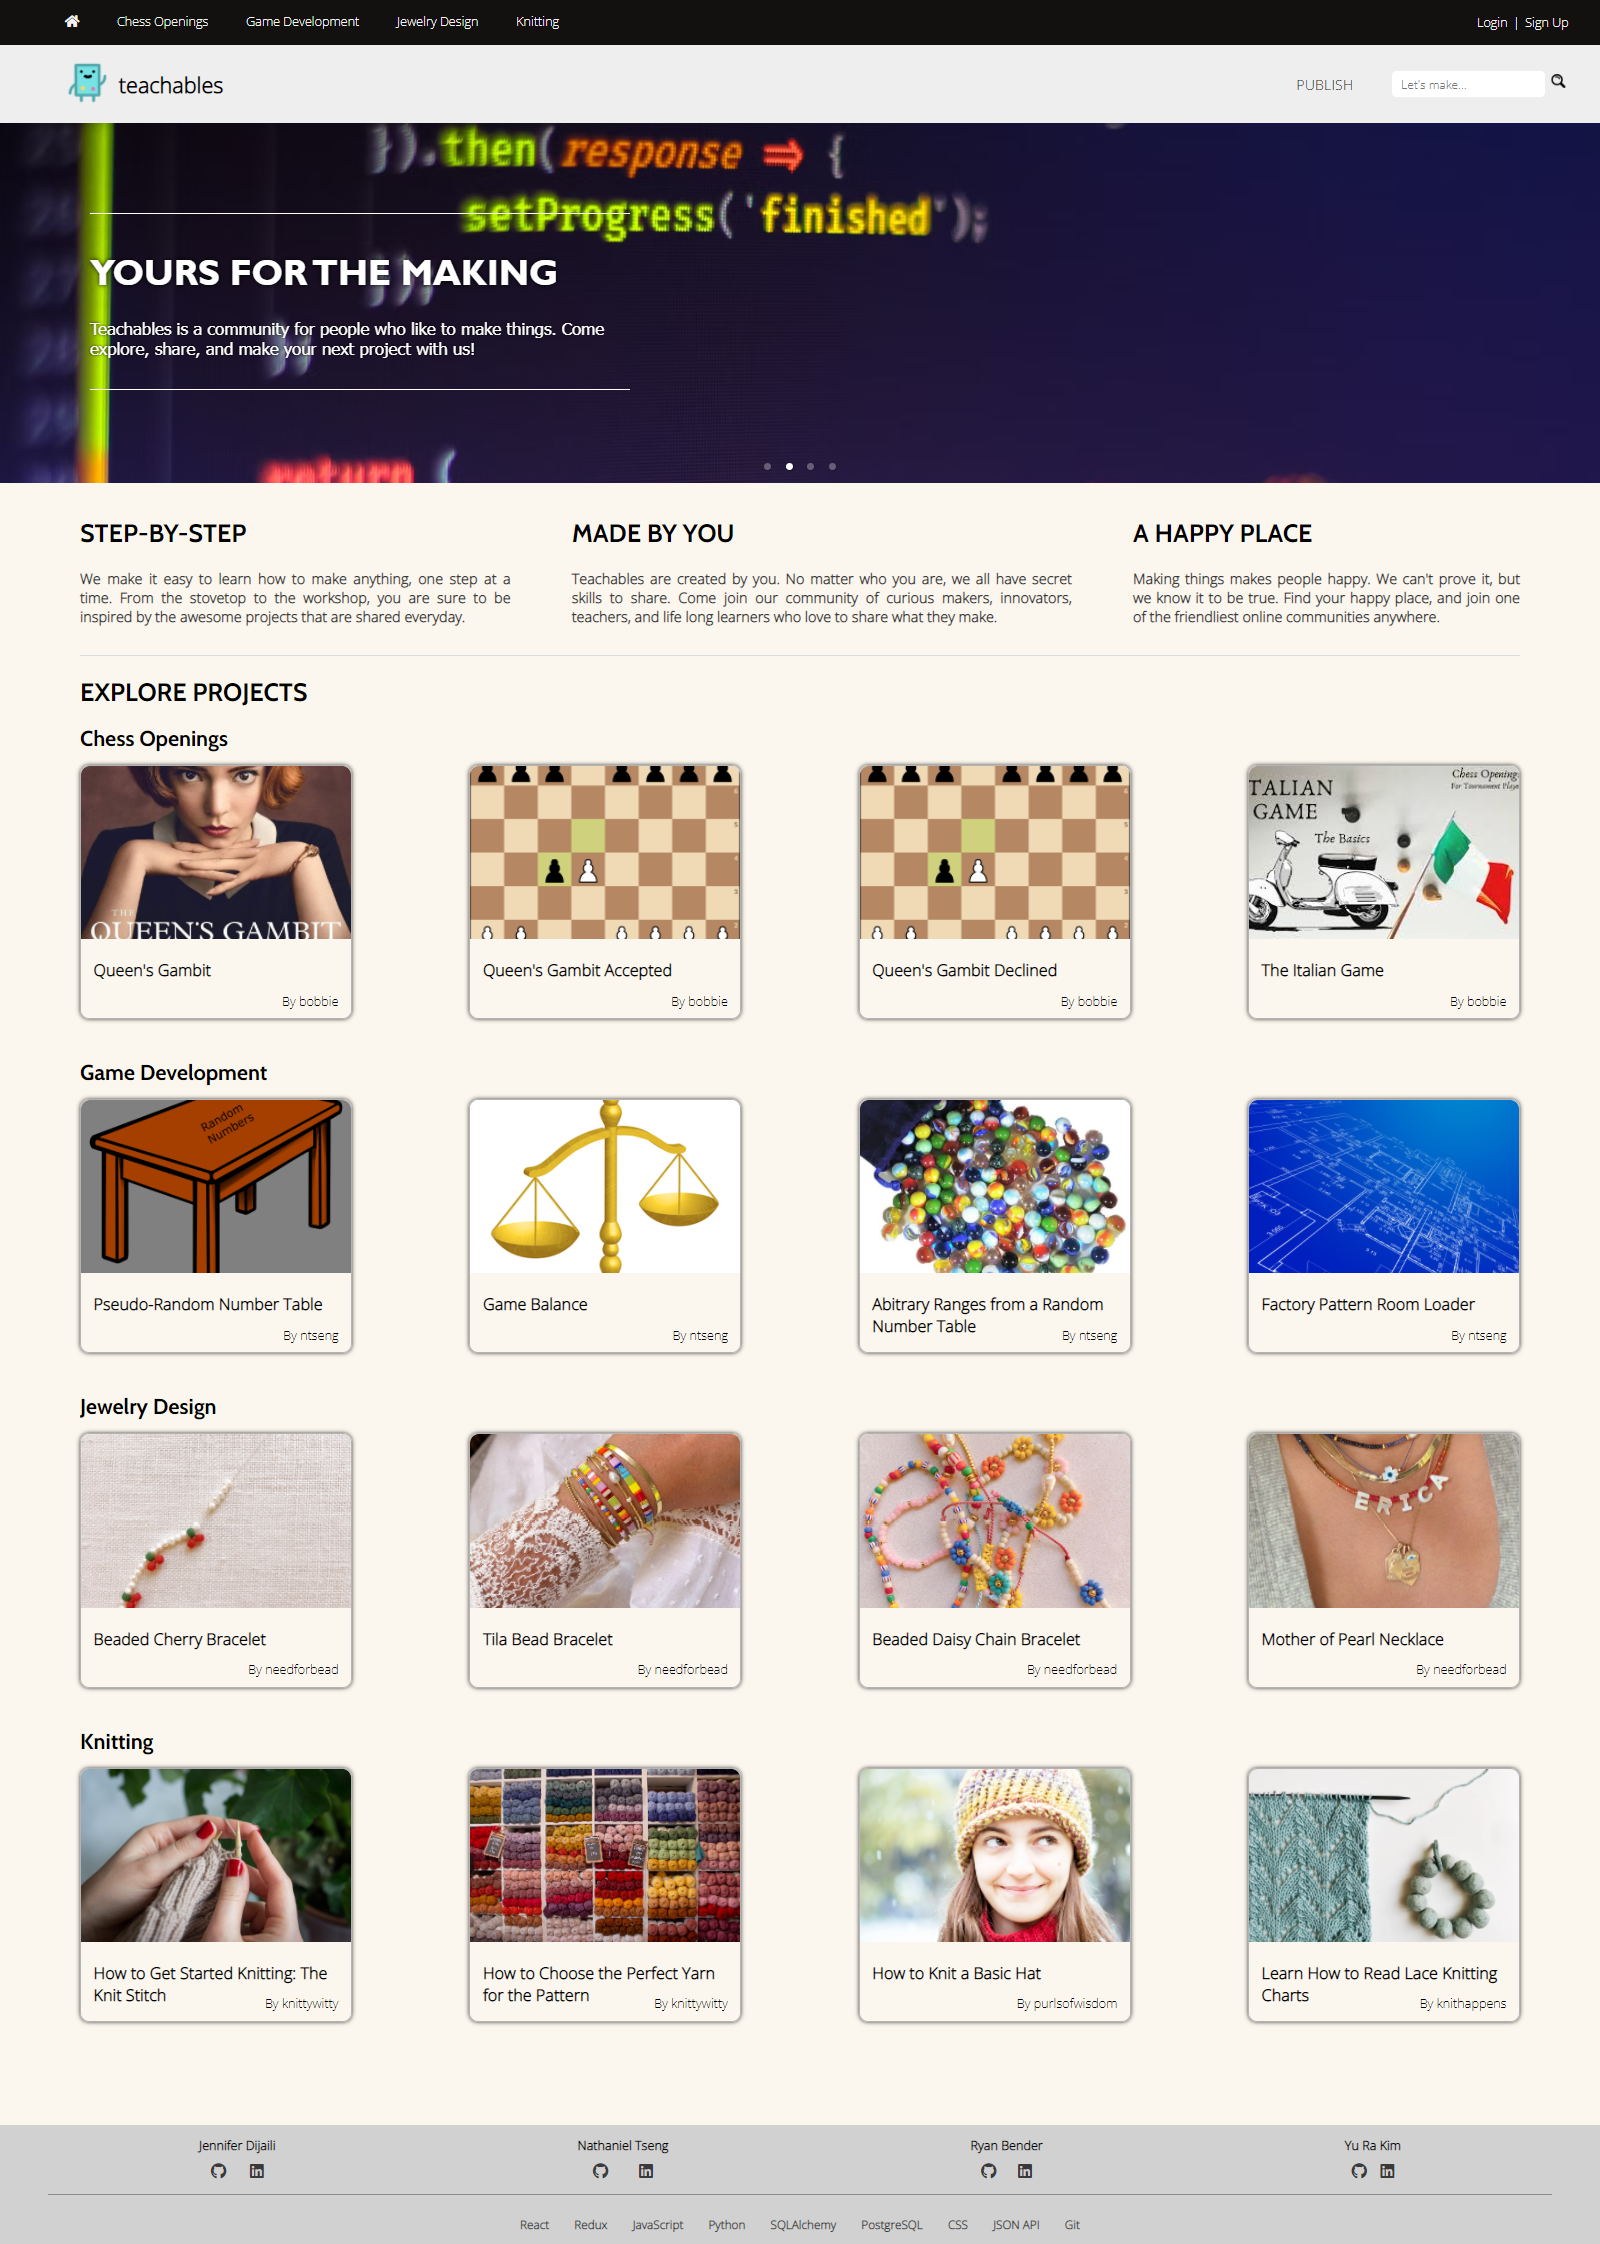 Chess Openings Game Development Jewelry Design Knitting Login | Sign Up
teachables PUBLISH Let's make...
}).then(response => {
setProgress('finished');
YOURS FOR THE MAKING
Teachables is a community for people who like to make things. Come
explore, share, and make your next project with us!
return (
STEP-BY-STEP
We make it easy to learn how to make anything, one step at a
time. From the stovetop to the workshop, you are sure to be
inspired by the awesome projects that are shared everyday.
MADE BY YOU
Teachables are created by you. No matter who you are, we all have secret
skills to share. Come join our community of curious makers, innovators,
teachers, and life long learners who love to share what they make.
A HAPPY PLACE
Making things makes people happy. We can't prove it, but
we know it to be true. Find your happy place, and join one
of the friendliest online communities anywhere.
EXPLORE PROJECTS
Chess Openings
THE
QUEEN'S GAMBIT
Queen's Gambit
By bobbie
Queen's Gambit Accepted
By bobbie
Queen's Gambit Declined
By bobbie
Chess Opening
For Tournament Playe
TALIAN
GAME
The Basics
The Italian Game
By bobbie
Game Development
Random
Numbers
Pseudo-Random Number Table
By ntseng
Game Balance
By ntseng
Abitrary Ranges from a Random
Number Table
By ntseng
Factory Pattern Room Loader
By ntseng
Jewelry Design
Beaded Cherry Bracelet
By needforbead
Tila Bead Bracelet
By needforbead
Beaded Daisy Chain Bracelet
By needforbead
ERICA
Mother of Pearl Necklace
By needforbead
Knitting
How to Get Started Knitting: The
Knit Stitch
By knittywitty
How to Choose the Perfect Yarn
for the Pattern
By knittywitty
How to Knit a Basic Hat
By purlsofwisdom
Learn How to Read Lace Knitting
Charts
By knithappens
Jennifer Dijaili Nathaniel Tseng Ryan Bender Yu Ra Kim
React Redux JavaScript Python SQLAlchemy PostgreSQL CSS JSON API Git